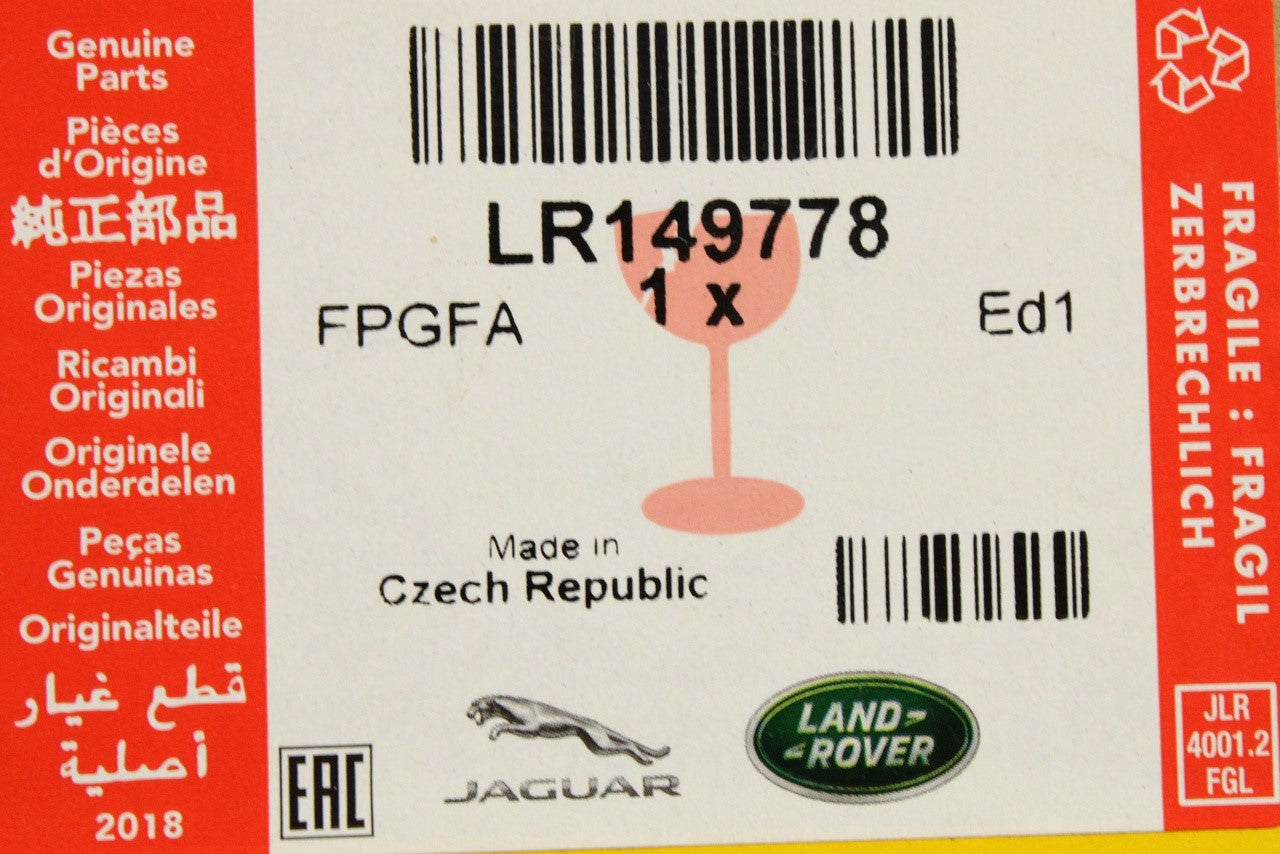 Genuine
Parts
Pièces
d'Origine
純正部品
Piezas
Originales
Ricambi
Originali
Originele
Onderdelen
Peças
Genuinas
Originalteile
قطع غيار
أصلية
2018
LR149778
1 x
FPGFA
Ed1
Made in
Czech Republic
EAC
JAGUAR
LAND-
-ROVER
FRAGILE : FRAGIL
ZERBRECHLICH
JLR
4001.2
FGL